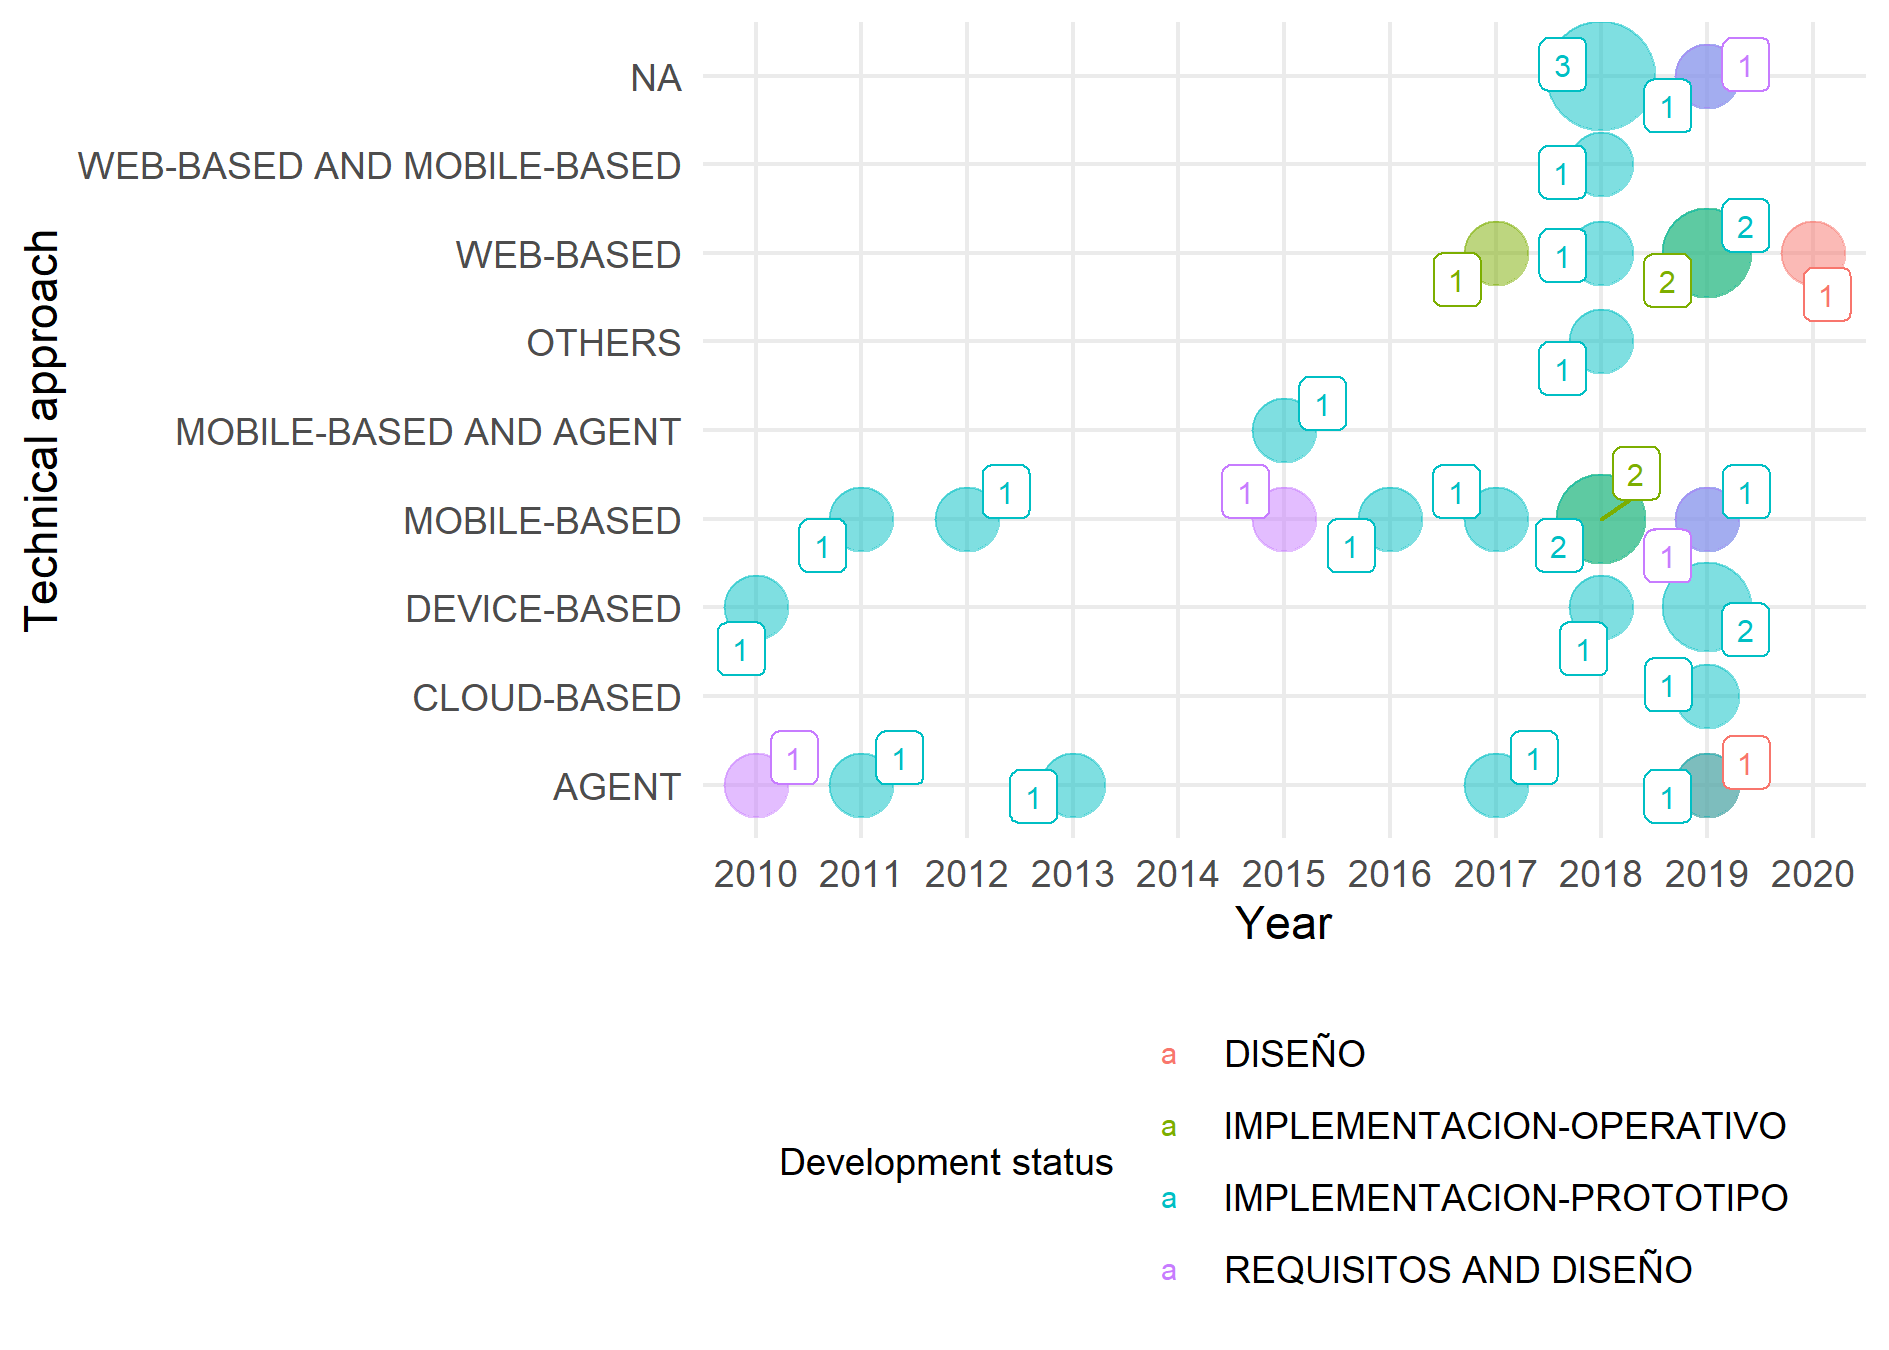 Technical approach
NA 3 1 1
WEB-BASED AND MOBILE-BASED 1
WEB-BASED 1 1 2 2 1
OTHERS 1
MOBILE-BASED AND AGENT 1
MOBILE-BASED 1 1 1 1 1 2 2 1 1
DEVICE-BASED 1 1 2
CLOUD-BASED 1
AGENT 1 1 1 1 1 1
2010 2011 2012 2013 2014 2015 2016 2017 2018 2019 2020
Year
Development status
a DISEÑO
a IMPLEMENTACION-OPERATIVO
a IMPLEMENTACION-PROTOTIPO
a REQUISITOS AND DISEÑO